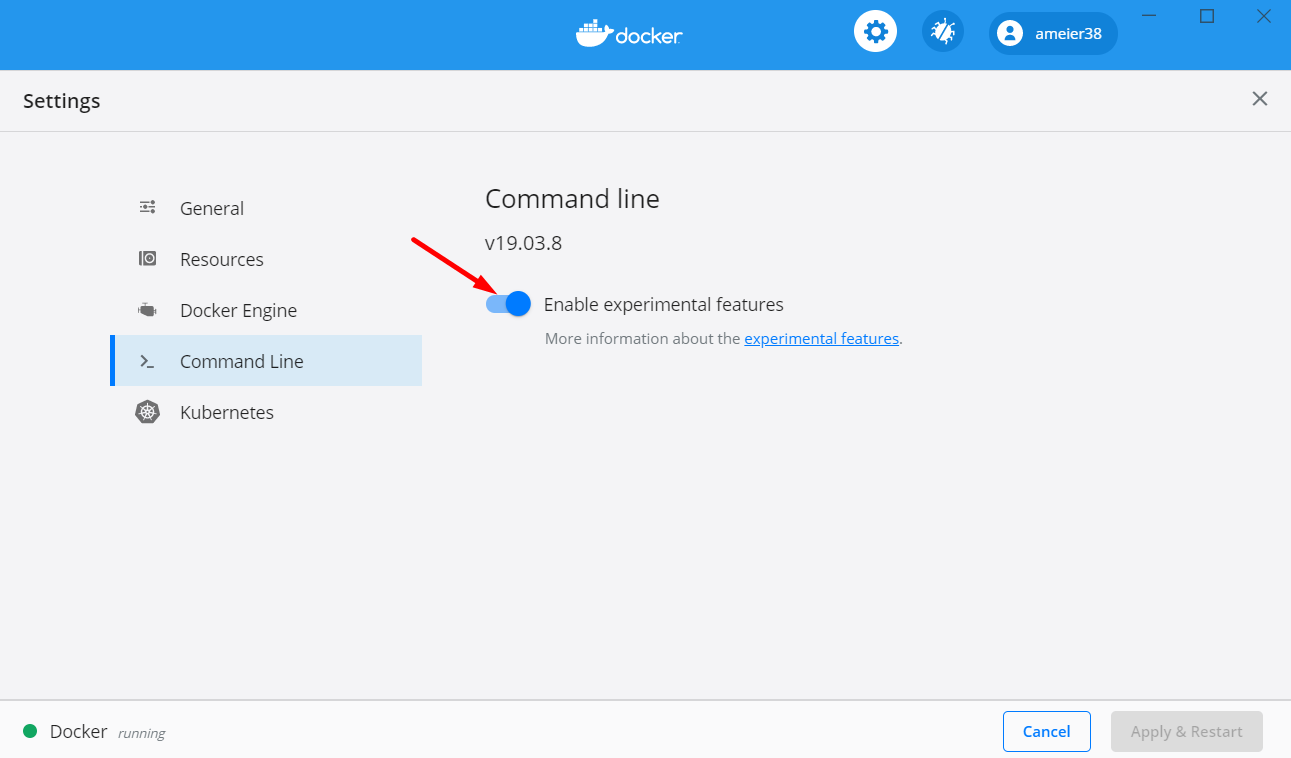 docker
ameier38
Settings
General
Resources
Docker Engine
Command Line
Kubernetes
Command line
v19.03.8
Enable experimental features
More information about the experimental features.
Docker running
Cancel
Apply & Restart